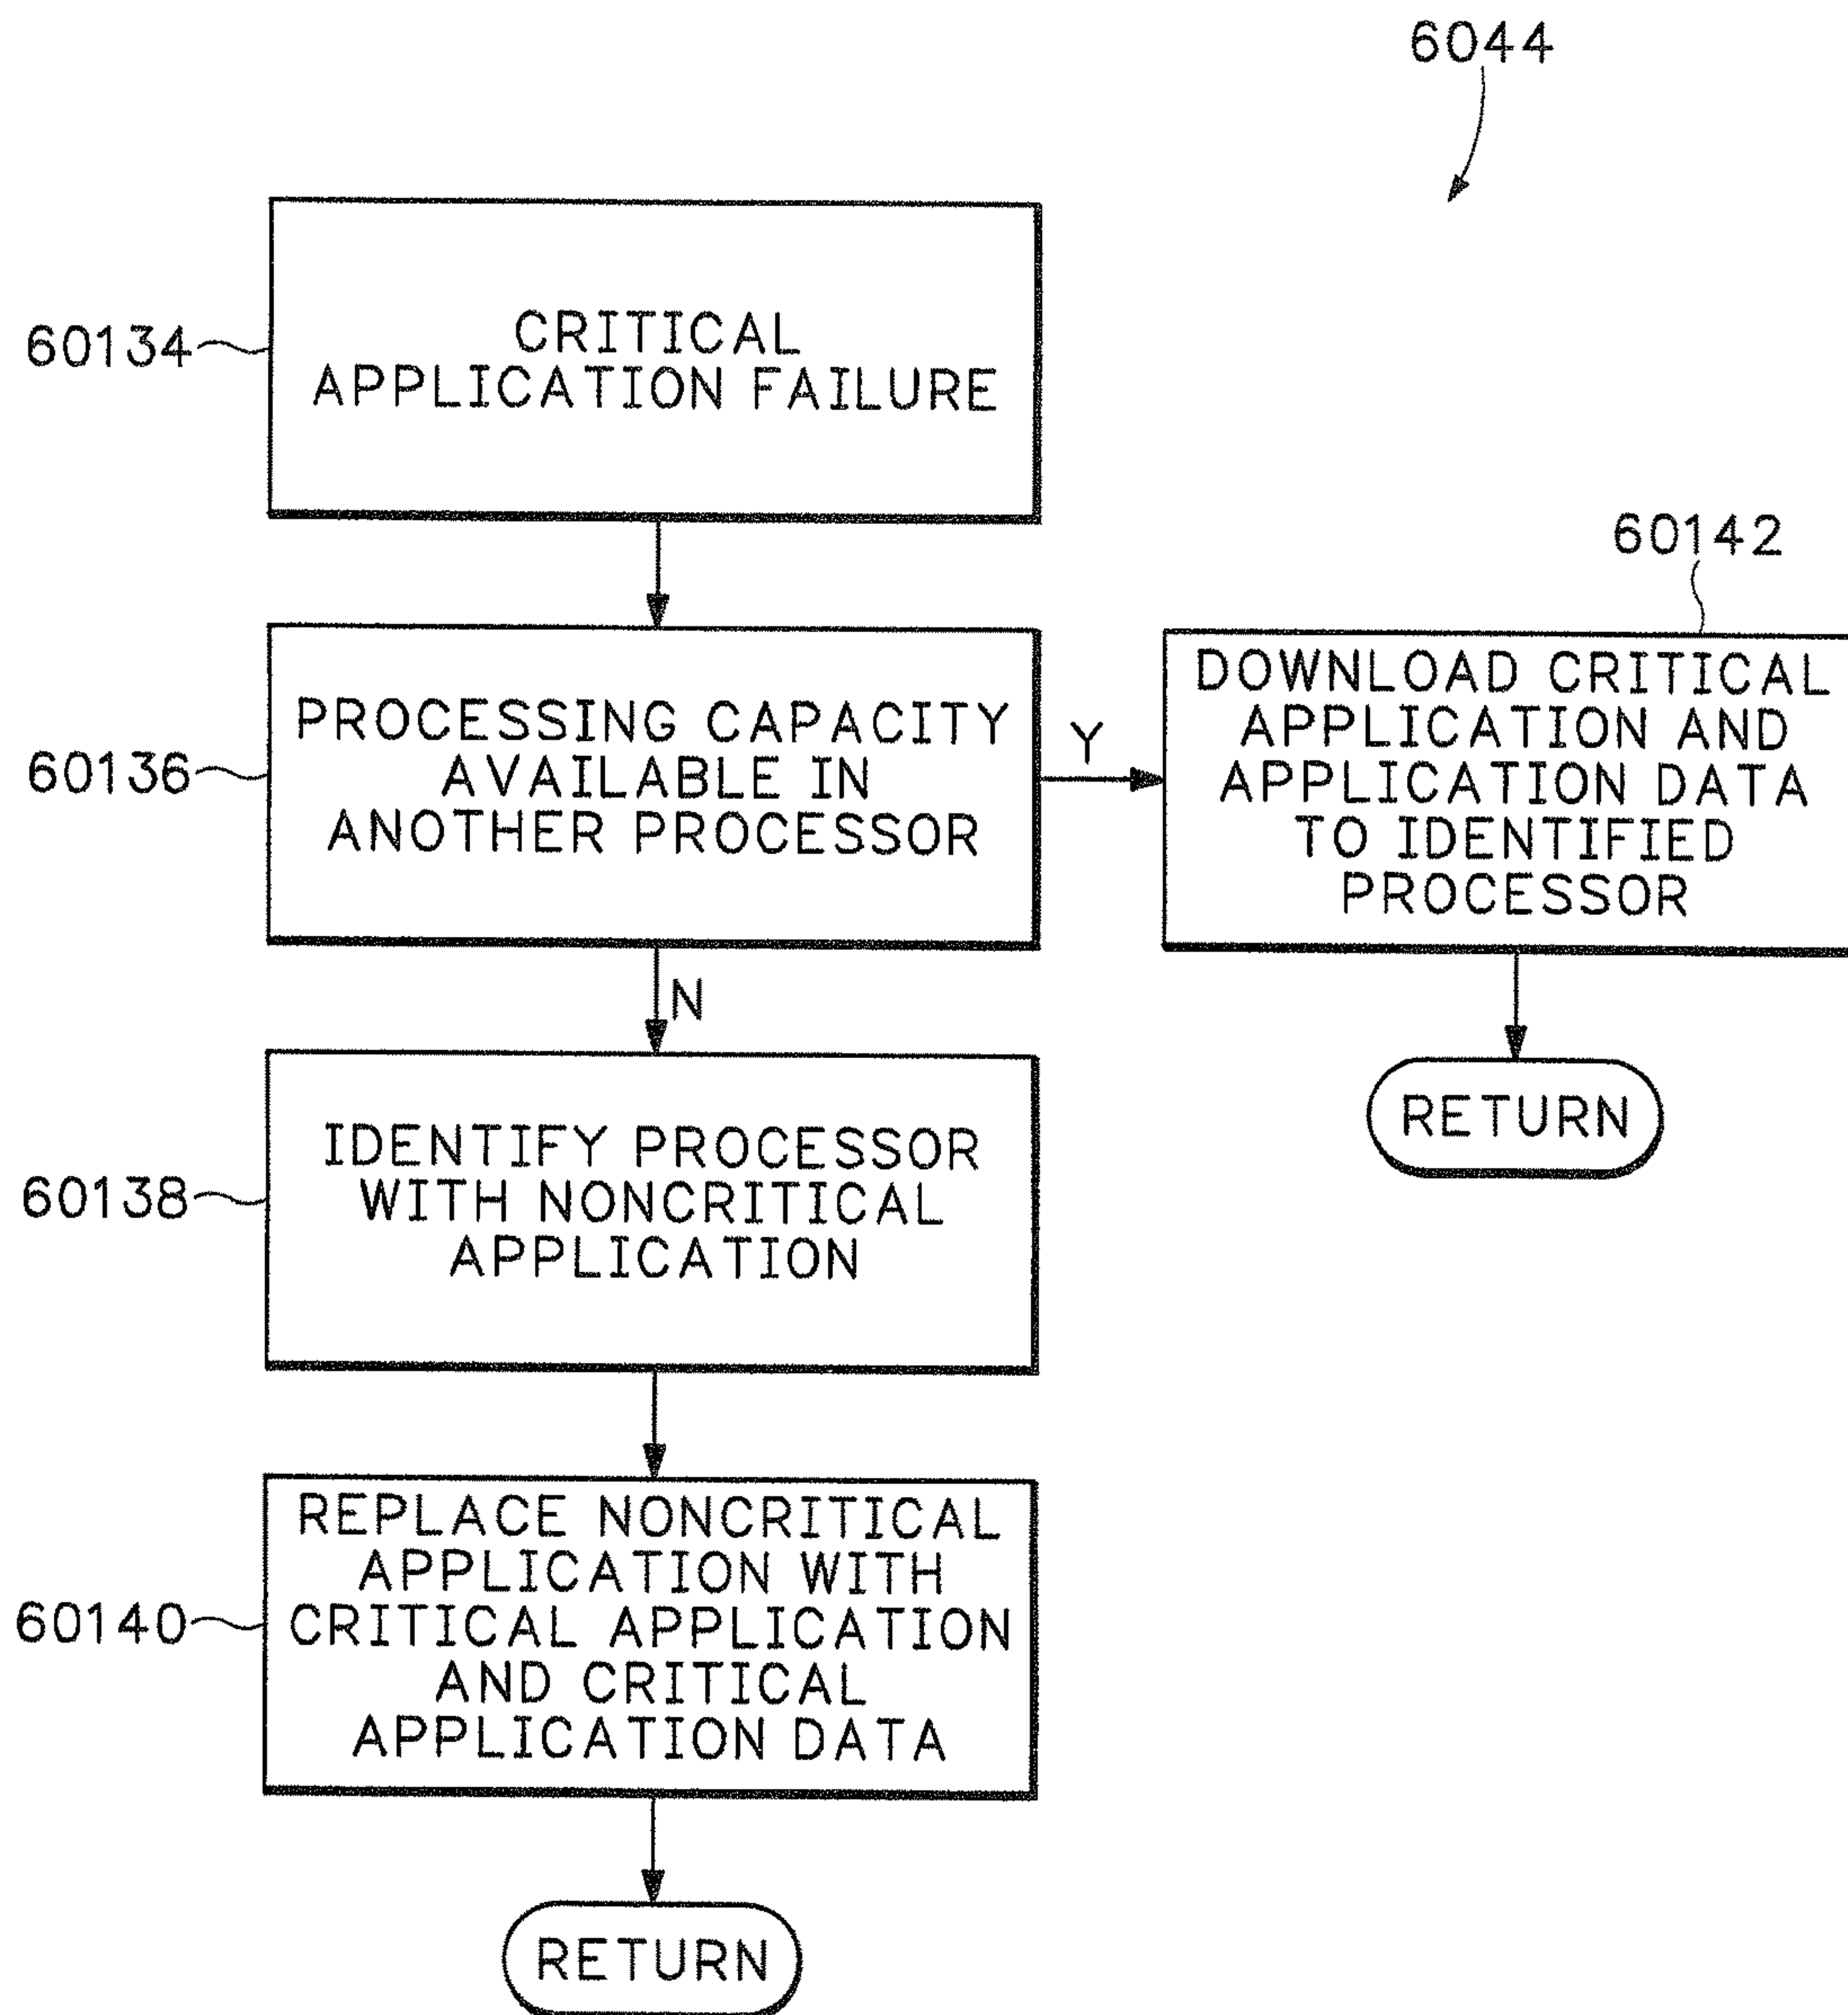 6044
60134
CRITICAL
APPLICATION FAILURE
60136
PROCESSING CAPACITY
AVAILABLE IN
ANOTHER PROCESSOR
Y
60142
DOWNLOAD CRITICAL
APPLICATION AND
APPLICATION DATA
TO IDENTIFIED
PROCESSOR
RETURN
N
60138
IDENTIFY PROCESSOR
WITH NONCRITICAL
APPLICATION
60140
REPLACE NONCRITICAL
APPLICATION WITH
CRITICAL APPLICATION
AND CRITICAL
APPLICATION DATA
RETURN